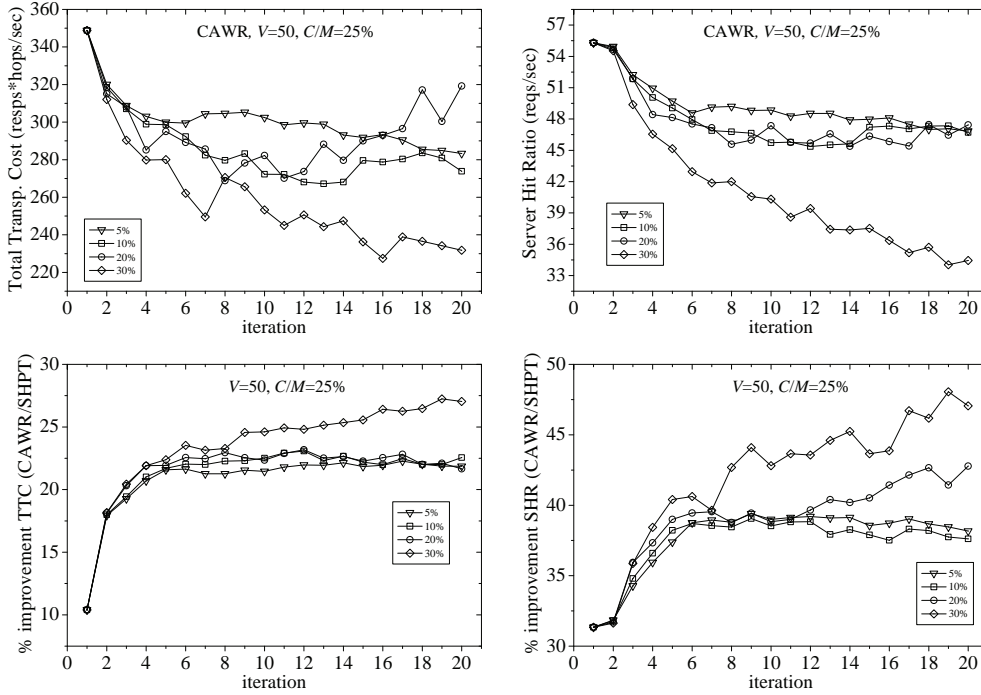 CAWR, V=50, C/M=25%
Total Transp. Cost (resps*hops/sec)
360
340
320
300
280
260
240
220
5%
10%
20%
30%
0 2 4 6 8 10 12 14 16 18 20
iteration
CAWR, V=50, C/M=25%
Server Hit Ratio (reqs/sec)
57
54
51
48
45
42
39
36
33
5%
10%
20%
30%
0 2 4 6 8 10 12 14 16 18 20
iteration
V=50, C/M=25%
% improvement TTC (CAWR/SHPT)
30
25
20
15
10
5%
10%
20%
30%
0 2 4 6 8 10 12 14 16 18 20
iteration
V=50, C/M=25%
% improvement SHR (CAWR/SHPT)
50
45
40
35
30
5%
10%
20%
30%
0 2 4 6 8 10 12 14 16 18 20
iteration